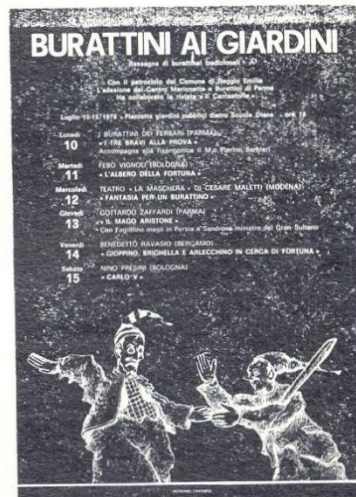 BURATTINI AI GIARDINI
Rassegna di burattinai tradizionali
Con il patrocinio del Comune di Reggio Emilia
L'adesione del Centro Marionette e Burattini di Parma
Ha collaborato la rivista « Il Cantastorie »
Luglio 10-15/1978 - Piazzetta giardini pubblici dietro Scuola Diana - ore 18
Lunedì 10
I BURATTINI DEI FERRARI (PARMA)
« I TRE BRAVI ALLA PROVA »
Accompagna alla fisarmonica il M.o Pierino Barbieri
Martedì 11
FEBO VIGNOLI (BOLOGNA)
« L'ALBERO DELLA FORTUNA »
Mercoledì 12
TEATRO « LA MASCHERA » DI CESARE MALETTI (MODENA)
« FANTASIA PER UN BURATTINO »
Giovedì 13
GOTTARDO ZAFFARDI (PARMA)
« IL MAGO ARISTONE »
Con Fagittino mago in Persia e Sandrone ministro del Gran Sultano
Venerdì 14
BENEDETTO RAVASIO (BERGAMO)
« GIOPPINO, BRIGHELLA E ARLECCHINO IN CERCA DI FORTUNA »
Sabato 15
NINO PRESINI (BOLOGNA)
« CARLO V »